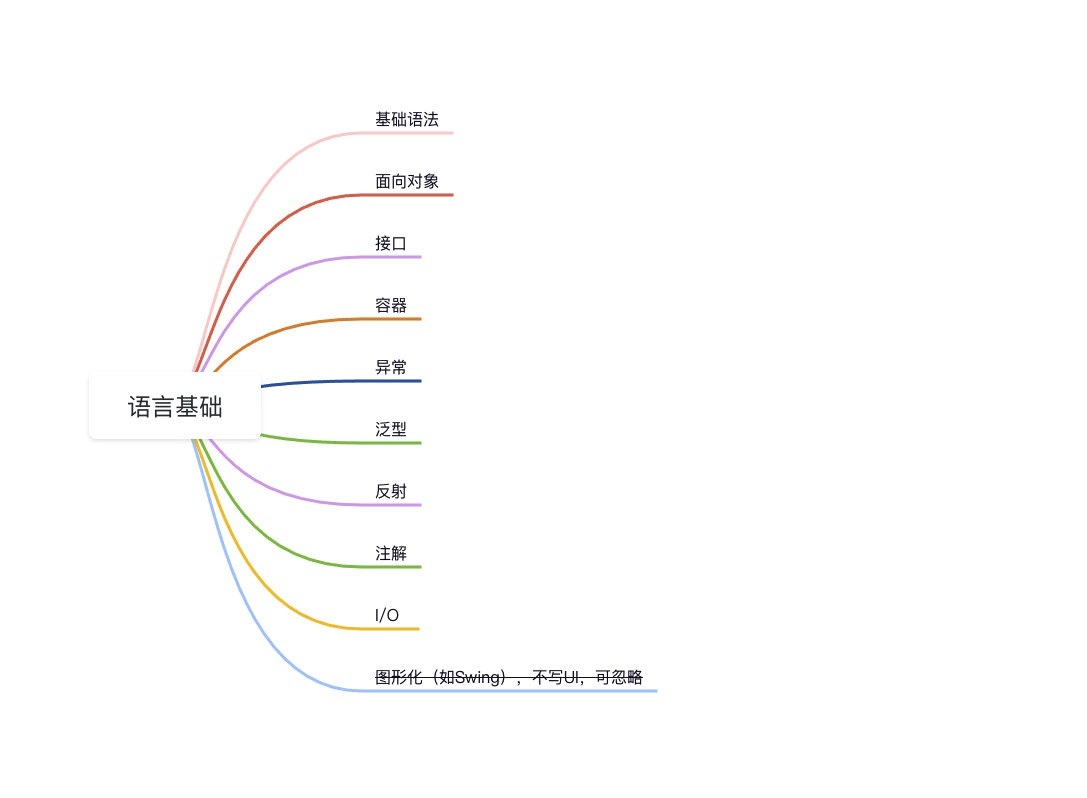 基础语法
面向对象
接口
容器
异常
语言基础
泛型
反射
注解
I/O
图形化（如Swing），不写UI，可忽略